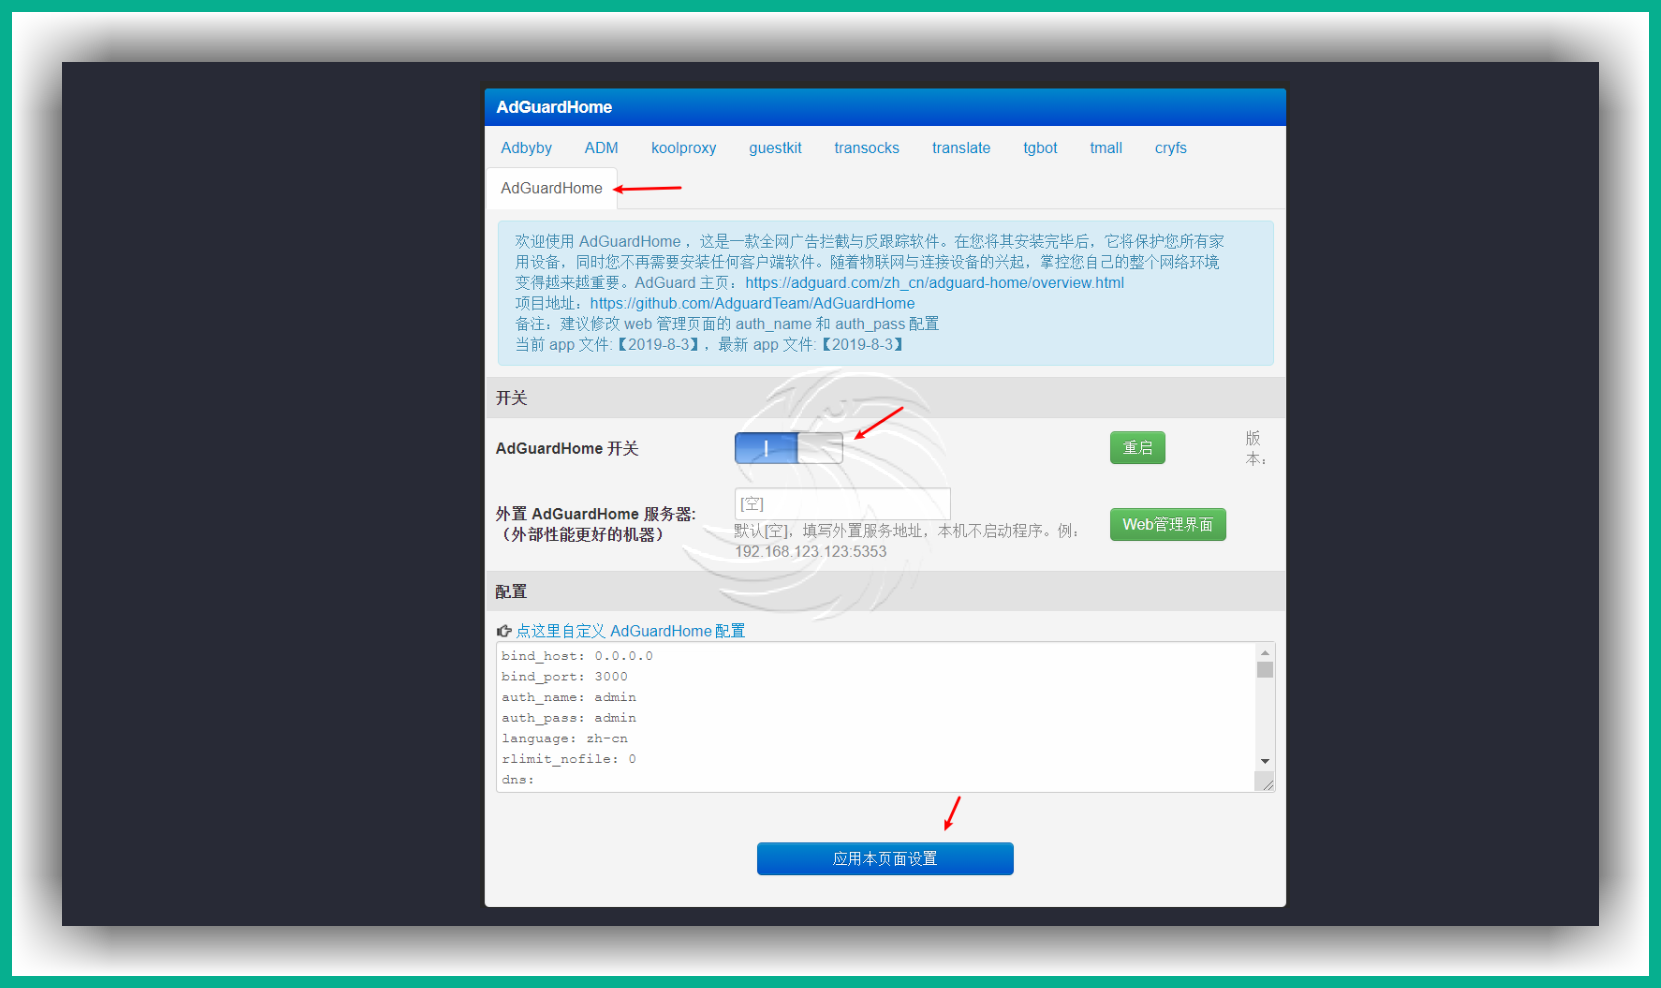 AdGuardHome
Adbyby ADM koolproxy guestkit transocks translate tgbot tmall cryfs
AdGuardHome
欢迎使用 AdGuardHome ，这是一款全网广告拦截与反跟踪软件。在您将其安装完毕后，它将保护您所有家
用设备，同时您不再需要安装任何客户端软件。随着物联网与连接设备的兴起，掌控您自己的整个网络环境
变得越来越重要。AdGuard 主页：https://adguard.com/zh_cn/adguard-home/overview.html
项目地址：https://github.com/AdguardTeam/AdGuardHome
备注：建议修改 web 管理页面的 auth_name 和 auth_pass 配置
当前 app 文件:【2019-8-3】，最新 app 文件:【2019-8-3】
开关
AdGuardHome 开关
重启
版
本：
外置 AdGuardHome 服务器:
（外部性能更好的机器）
[空]
默认[空]，填写外置服务地址，本机不启动程序。例：
192.168.123.123:5353
Web管理界面
配置
点这里自定义 AdGuardHome 配置
bind_host: 0.0.0.0
bind_port: 3000
auth_name: admin
auth_pass: admin
language: zh-cn
rlimit_nofile: 0
dns:
应用本页面设置